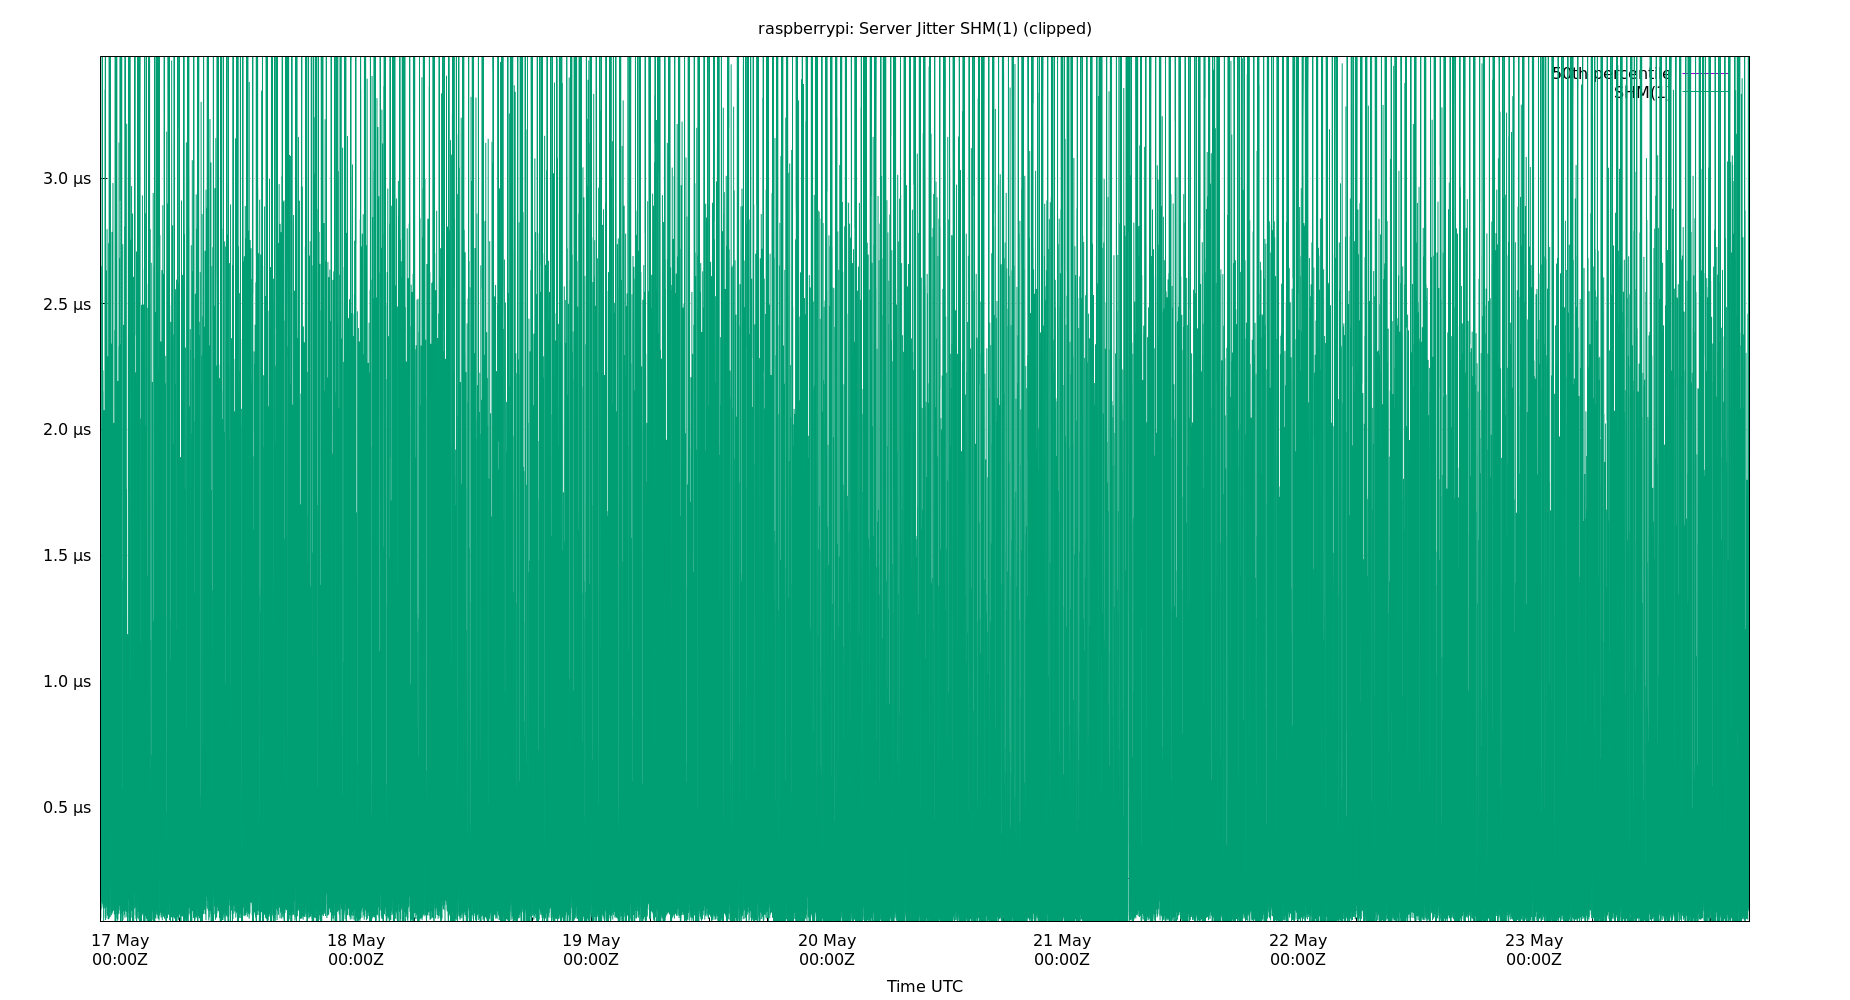 raspberrypi: Server Jitter SHM(1) (clipped)
50th percentile
SHM(1)
3.0 µs
2.5 µs
2.0 µs
1.5 µs
1.0 µs
0.5 µs
17 May 18 May 19 May 20 May 21 May 22 May 23 May
00:00Z 00:00Z 00:00Z 00:00Z 00:00Z 00:00Z 00:00Z
Time UTC